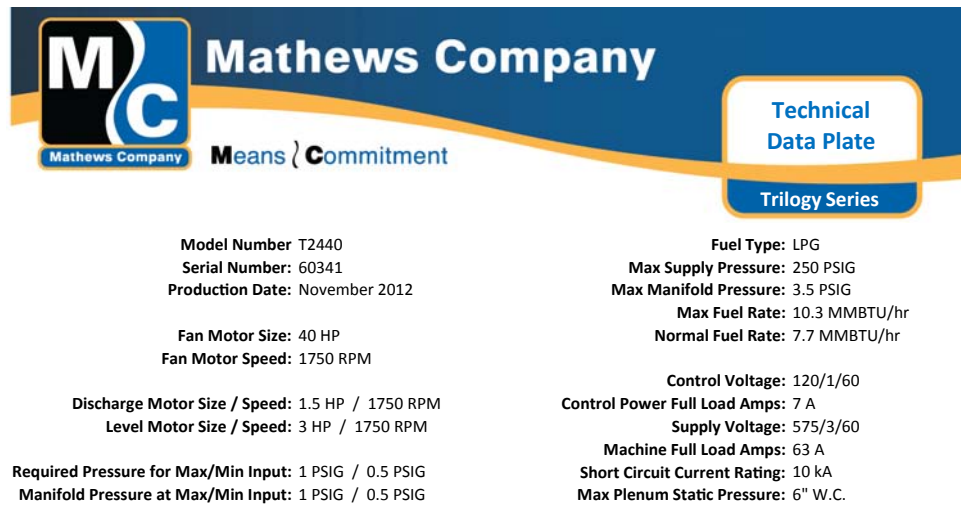 M
C
Mathews Company
Mathews Company
Means Commitment
Technical
Data Plate
Trilogy Series
Model Number T2440
Serial Number: 60341
Production Date: November 2012
Fan Motor Size: 40 HP
Fan Motor Speed: 1750 RPM
Discharge Motor Size / Speed: 1.5 HP / 1750 RPM
Level Motor Size / Speed: 3 HP / 1750 RPM
Required Pressure for Max/Min Input: 1 PSIG / 0.5 PSIG
Manifold Pressure at Max/Min Input: 1 PSIG / 0.5 PSIG
Fuel Type: LPG
Max Supply Pressure: 250 PSIG
Max Manifold Pressure: 3.5 PSIG
Max Fuel Rate: 10.3 MMBTU/hr
Normal Fuel Rate: 7.7 MMBTU/hr
Control Voltage: 120/1/60
Control Power Full Load Amps: 7 A
Supply Voltage: 575/3/60
Machine Full Load Amps: 63 A
Short Circuit Current Rating: 10 kA
Max Plenum Static Pressure: 6" W.C.